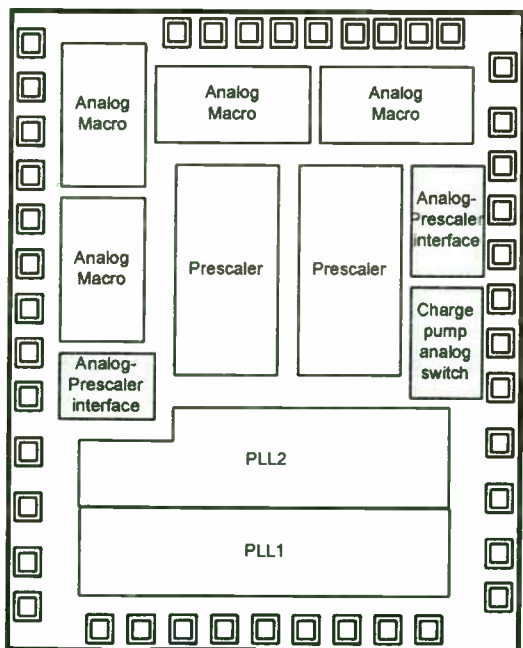 Analog
Macro
Analog
Macro
Analog
Macro
Analog
Macro
Prescaler
Prescaler
Analog-
Prescaler
interface
Charge
pump
analog
switch
Analog-
Prescaler
interface
PLL2
PLL1